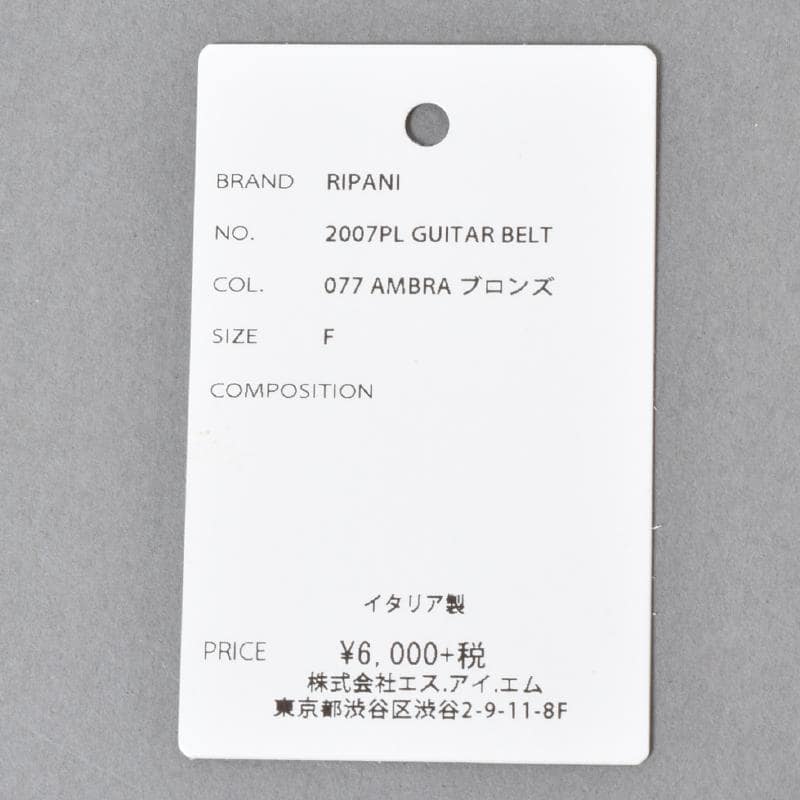 BRAND RIPANI
NO. 2007PL GUITAR BELT
COL. 077 AMBRA ブロンズ
SIZE F
COMPOSITION
イタリア製
PRICE ¥6,000+税
株式会社エス.アイ.エム
東京都渋谷区渋谷2-9-11-8F